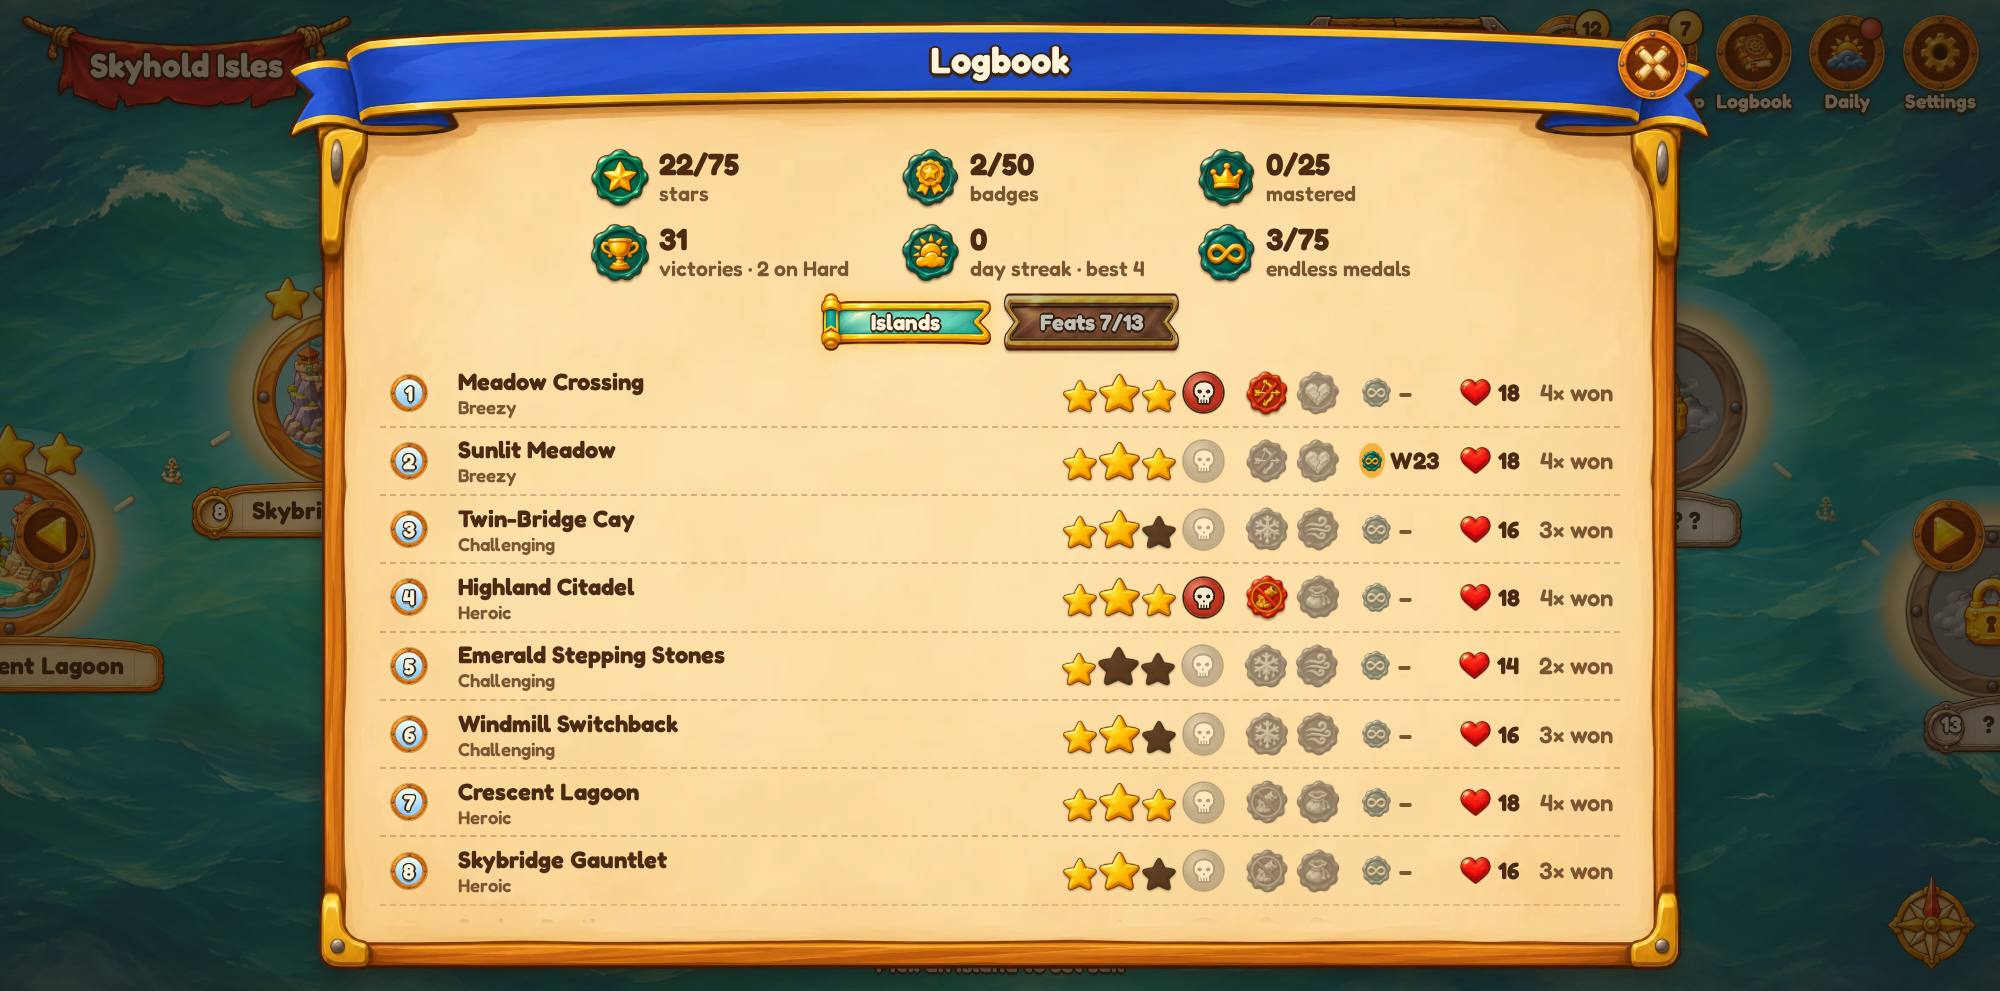 Skyhold Isles
Logbook
12
7
Logbook
Daily
Settings
22/75
stars
2/50
badges
0/25
mastered
31
victories · 2 on Hard
0
day streak · best 4
3/75
endless medals
Islands
Feats 7/13
1
Meadow Crossing
Breezy
–
18
4x won
2
Sunlit Meadow
Breezy
W23
18
4x won
3
Twin-Bridge Cay
Challenging
–
16
3x won
4
Highland Citadel
Heroic
–
18
4x won
5
Emerald Stepping Stones
Challenging
–
14
2x won
6
Windmill Switchback
Challenging
–
16
3x won
7
Crescent Lagoon
Heroic
–
18
4x won
8
Skybridge Gauntlet
Heroic
–
16
3x won
8
Skybri
ent Lagoon
? ?
13
?